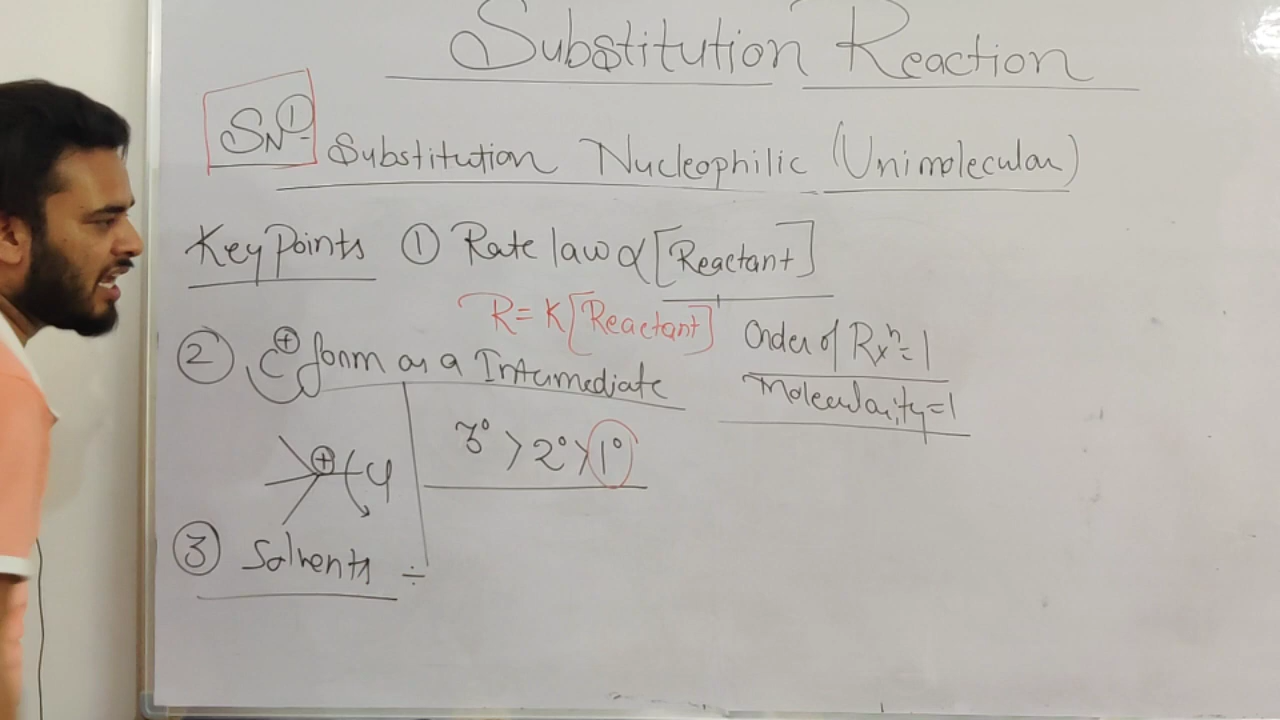 Substitution Reaction
SN① Substitution Nucleophilic (Unimolecular)
Key Points ① Rate law ∝ [Reactant]
R = K[Reactant]
Order of Rxⁿ = 1
Molecularity = 1
② C⊕ form as a Intermediate
3° > 2° > 1°
⊕
③ Solvents ÷